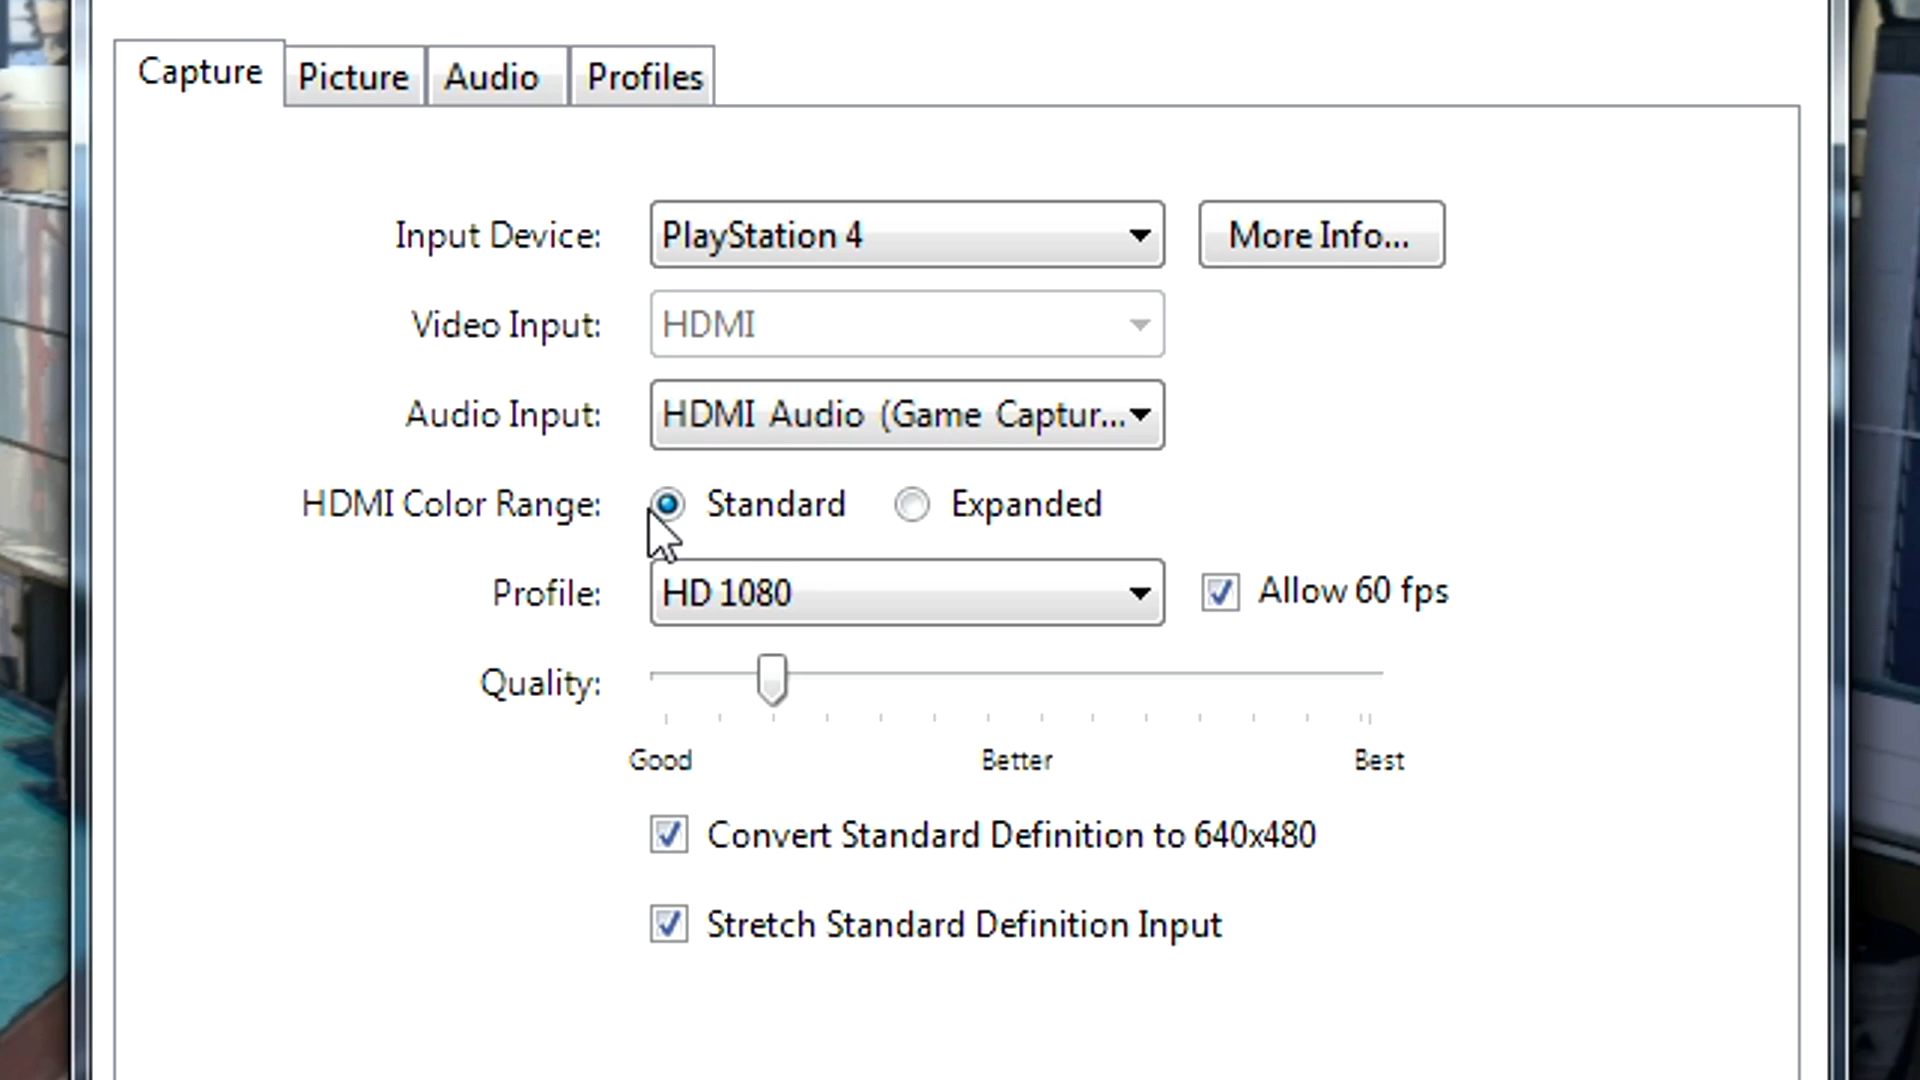 Capture Picture Audio Profiles
Input Device: PlayStation 4 More Info...
Video Input: HDMI
Audio Input: HDMI Audio (Game Captur...
HDMI Color Range: Standard Expanded
Profile: HD 1080 Allow 60 fps
Quality:
Good Better Best
Convert Standard Definition to 640x480
Stretch Standard Definition Input